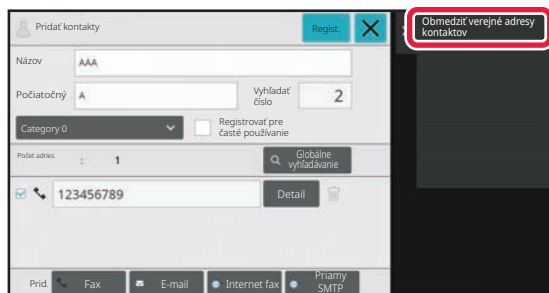 Pridať kontakty
Regist.
Obmedziť verejné adresy
kontaktov
Názov
AAA
Počiatočný
A
Vyhľadať
číslo
2
Category 0
Registrovať pre
časté používanie
Počet adries
:
1
Globálne
vyhľadávanie
123456789
Detail
Prid.
Fax
E-mail
Internet fax
Priamy
SMTP